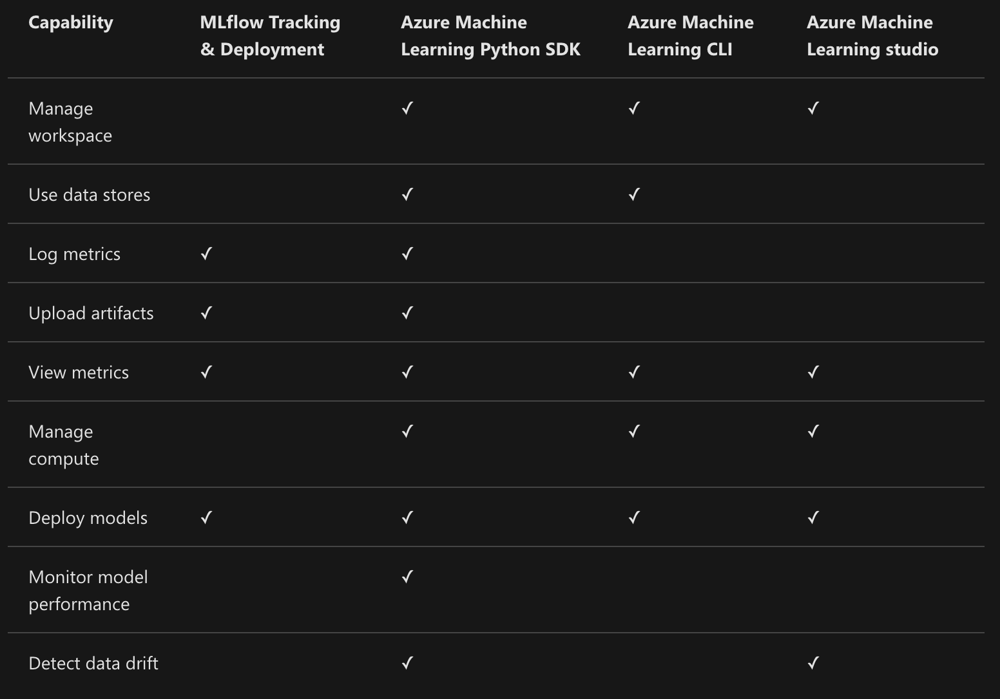 Capability MLflow Tracking & Deployment Azure Machine Learning Python SDK Azure Machine Learning CLI Azure Machine Learning studio
Manage workspace ✓ ✓ ✓
Use data stores ✓ ✓
Log metrics ✓ ✓
Upload artifacts ✓ ✓
View metrics ✓ ✓ ✓ ✓
Manage compute ✓ ✓ ✓
Deploy models ✓ ✓ ✓ ✓
Monitor model performance ✓
Detect data drift ✓ ✓